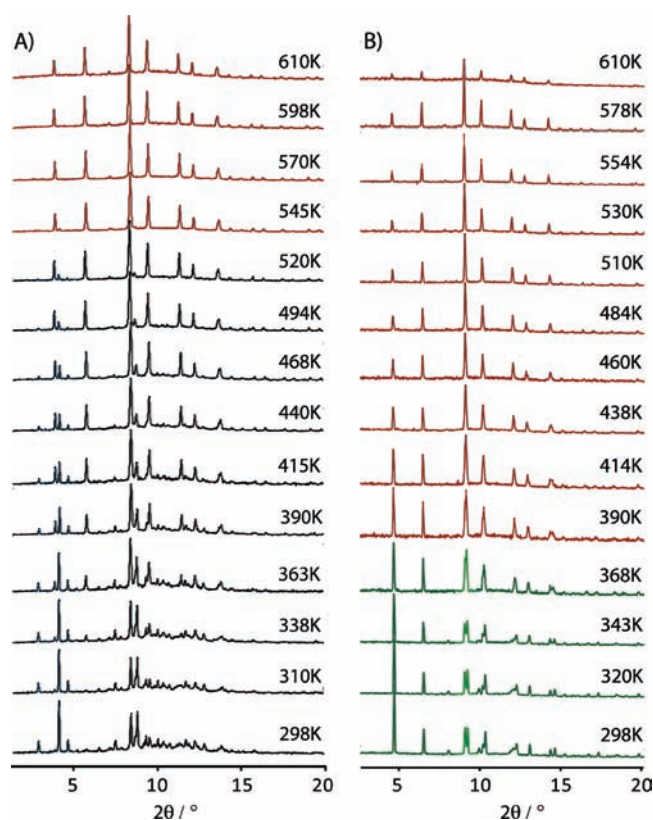 A)
610K
598K
570K
545K
520K
494K
468K
440K
415K
390K
363K
338K
310K
298K
5 10 15 20
2θ / °
B)
610K
578K
554K
530K
510K
484K
460K
438K
414K
390K
368K
343K
320K
298K
5 10 15 20
2θ / °